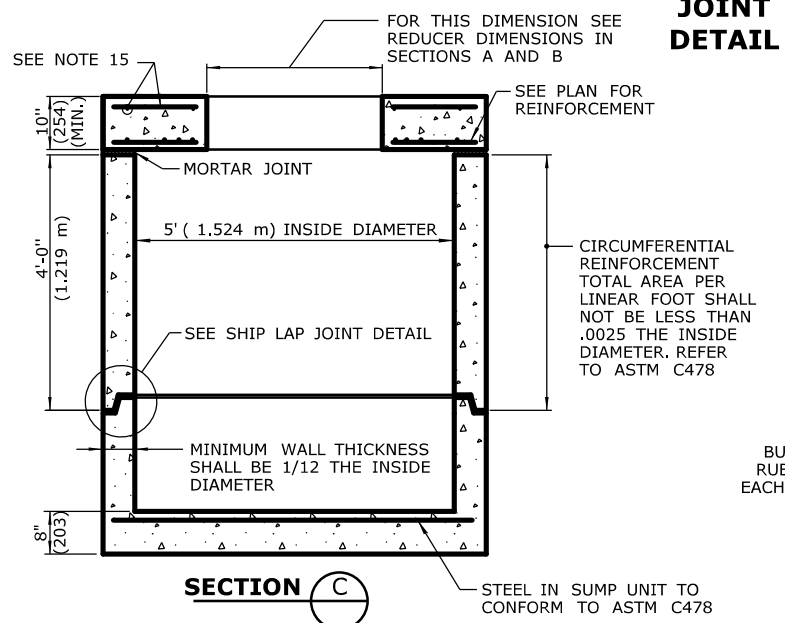 JOINT
DETAIL
FOR THIS DIMENSION SEE
REDUCER DIMENSIONS IN
SECTIONS A AND B
SEE NOTE 15
SEE PLAN FOR
REINFORCEMENT
10"
(254)
(MIN.)
MORTAR JOINT
5' ( 1.524 m) INSIDE DIAMETER
4'-0"
(1.219 m)
CIRCUMFERENTIAL
REINFORCEMENT
TOTAL AREA PER
LINEAR FOOT SHALL
NOT BE LESS THAN
.0025 THE INSIDE
DIAMETER. REFER
TO ASTM C478
SEE SHIP LAP JOINT DETAIL
MINIMUM WALL THICKNESS
SHALL BE 1/12 THE INSIDE
DIAMETER
BU
RUB
EACH
8"
(203)
SECTION C
STEEL IN SUMP UNIT TO
CONFORM TO ASTM C478